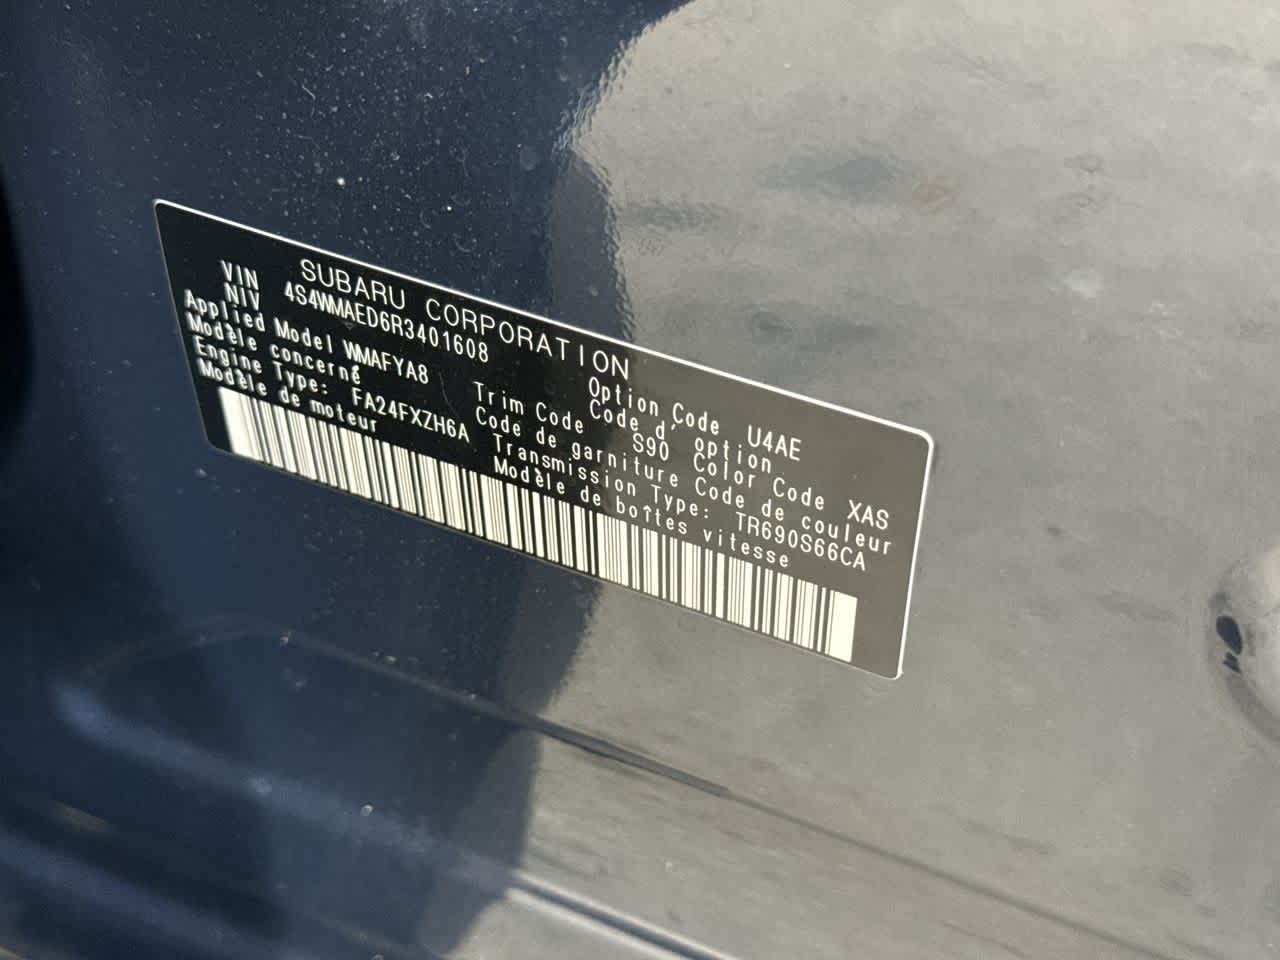 SUBARU CORPORATION
VIN
NIV 4S4WMAED6R3401608
Option Code U4AE
Code d'option
Applied Model WMAFYA8
Modèle concerné
Trim Code S90
Code de garniture
Color Code XAS
Code de couleur
Engine Type: FA24FXZH6A
Modèle de moteur
Transmission Type: TR690S66CA
Modèle de boîtes vitesse